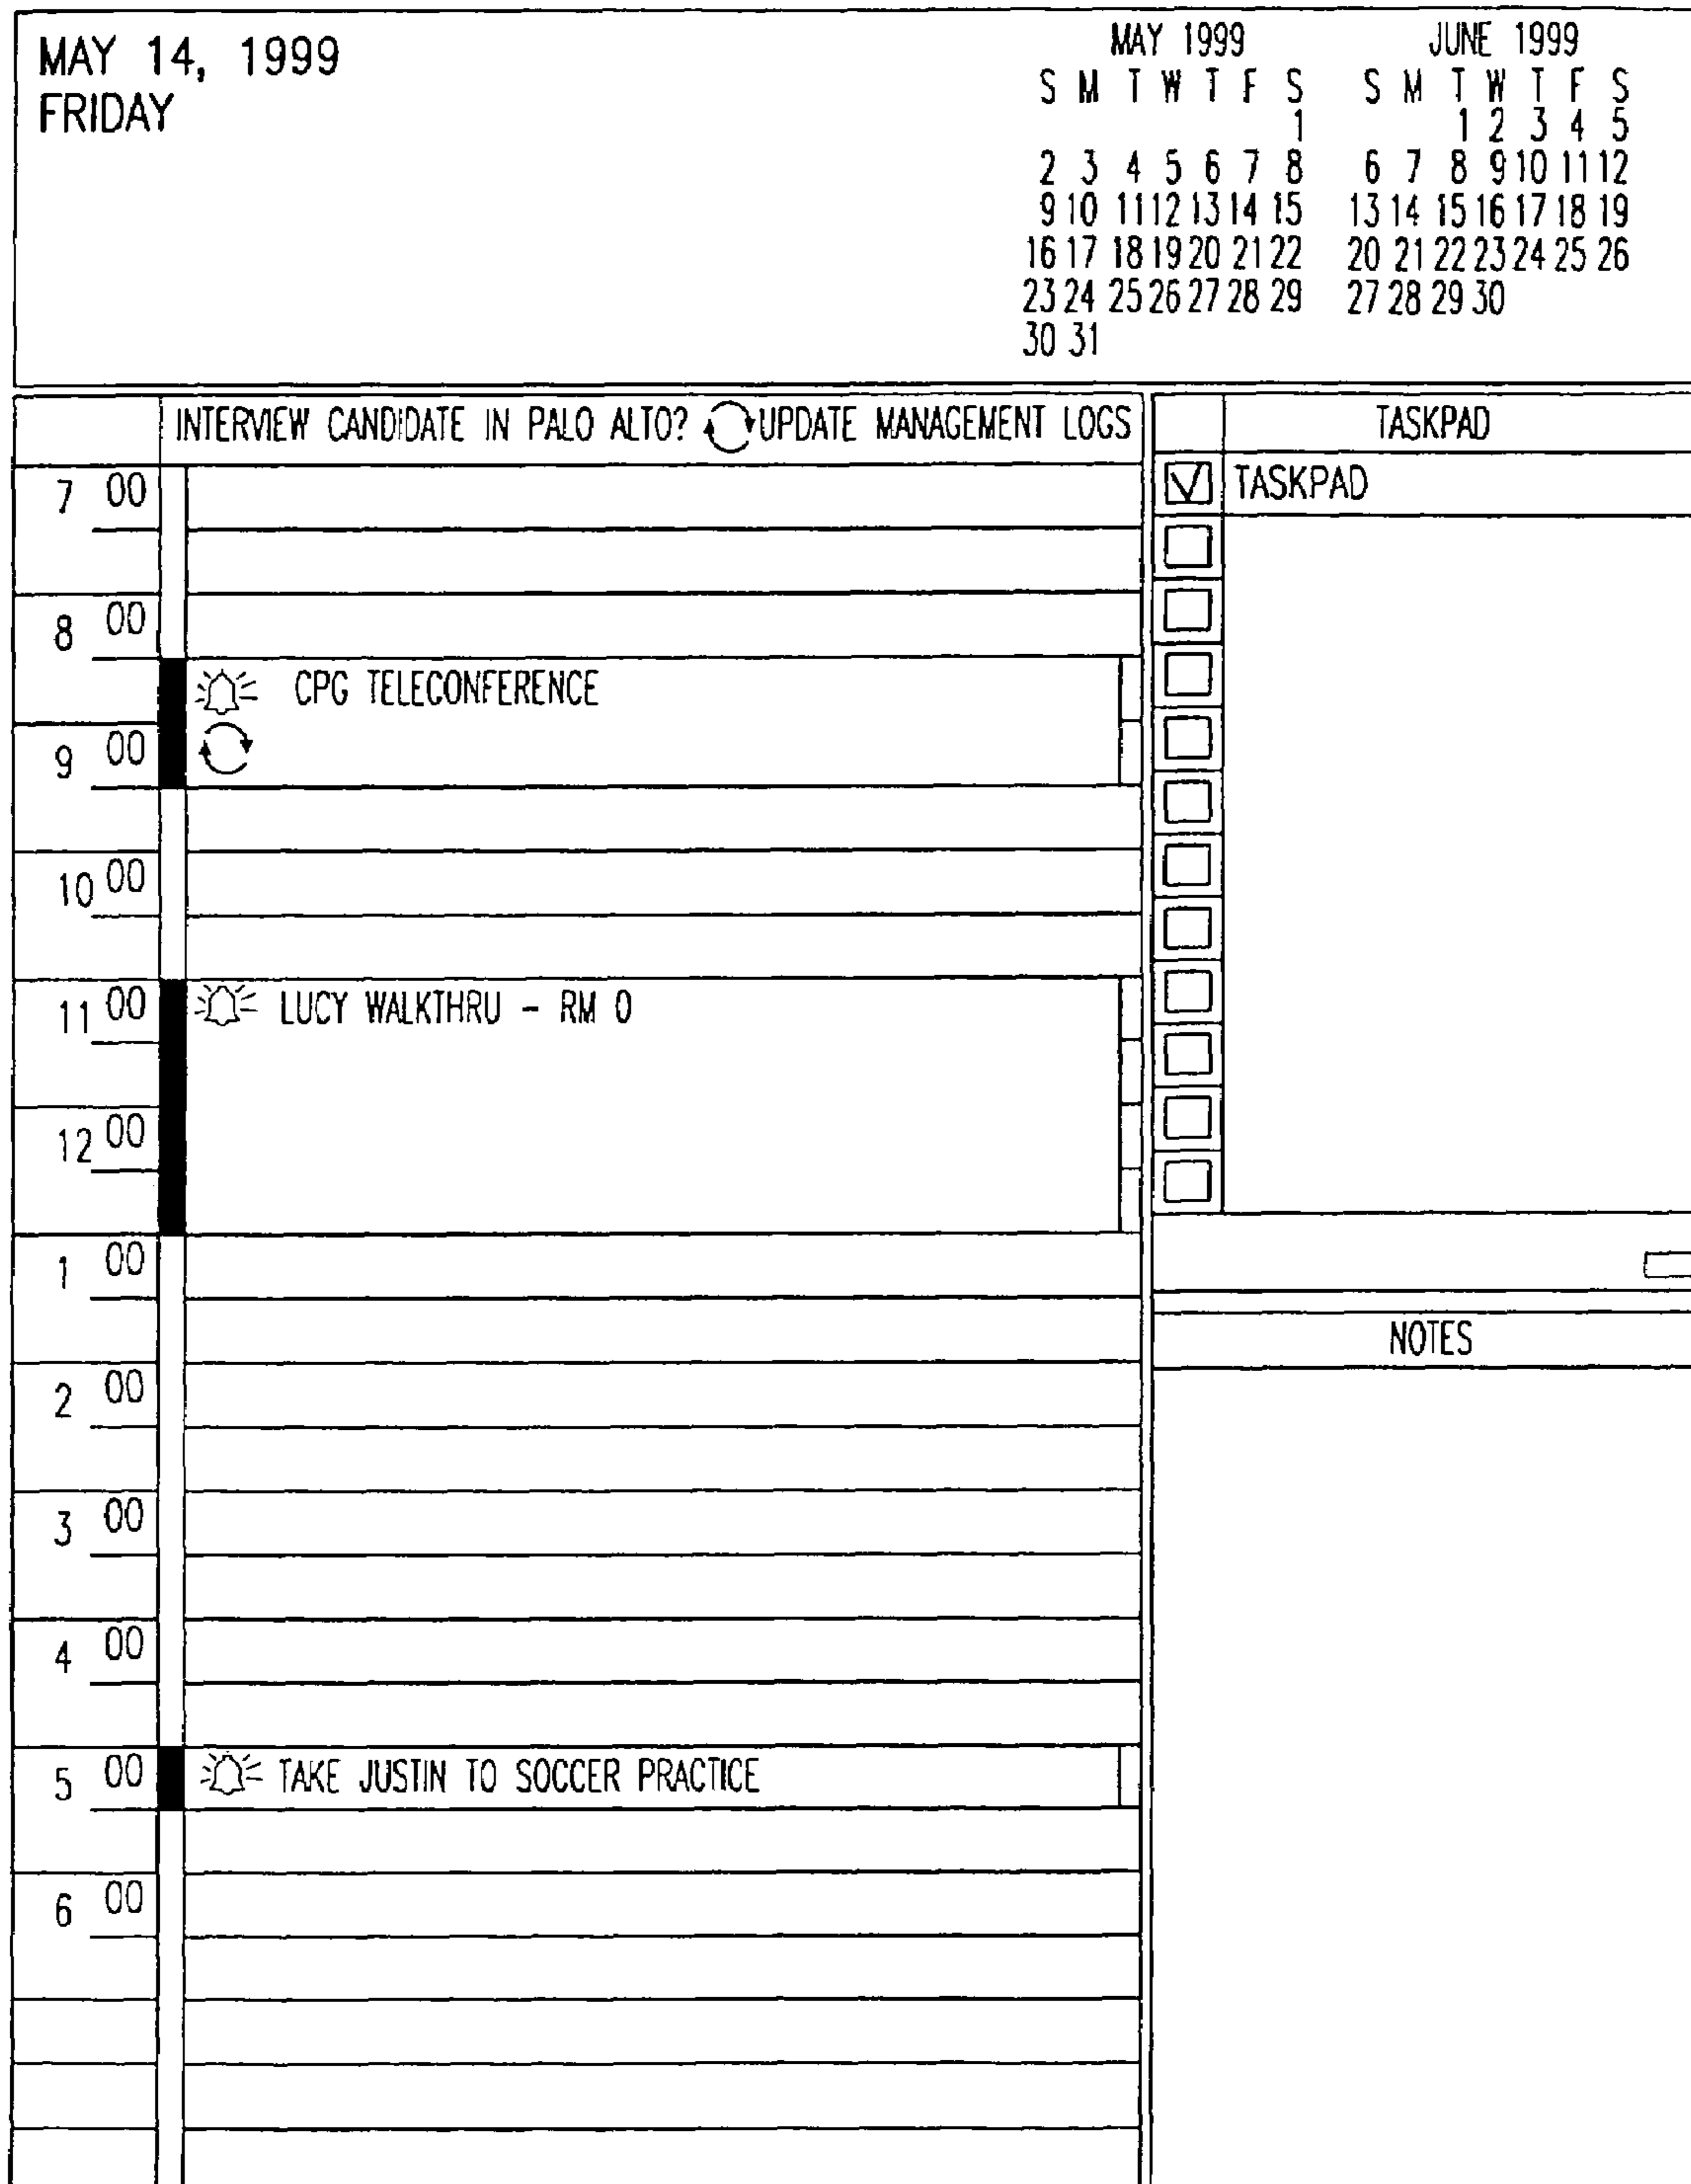 MAY 14, 1999
FRIDAY
MAY 1999
S M T W T F S
1
2 3 4 5 6 7 8
9 10 11 12 13 14 15
16 17 18 19 20 21 22
23 24 25 26 27 28 29
30 31
JUNE 1999
S M T W T F S
1 2 3 4 5
6 7 8 9 10 11 12
13 14 15 16 17 18 19
20 21 22 23 24 25 26
27 28 29 30
INTERVIEW CANDIDATE IN PALO ALTO? UPDATE MANAGEMENT LOGS
7 00
8 00
CPG TELECONFERENCE
9 00
10 00
11 00 LUCY WALKTHRU - RM 0
12 00
1 00
2 00
3 00
4 00
5 00 TAKE JUSTIN TO SOCCER PRACTICE
6 00
TASKPAD
TASKPAD
NOTES